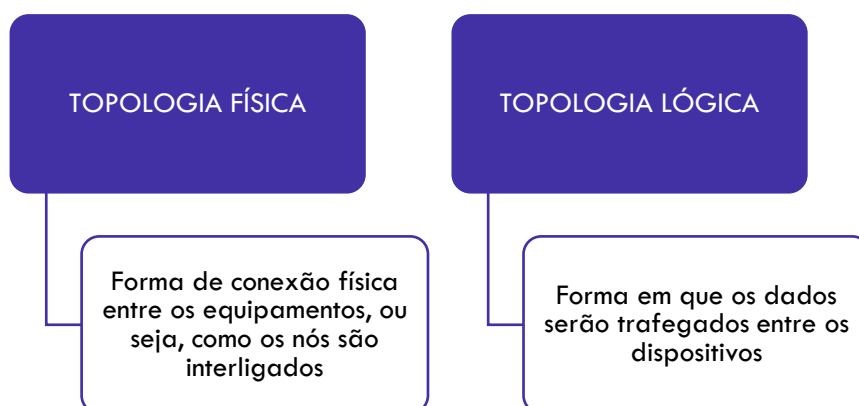 TOPOLOGIA FÍSICA
Forma de conexão física
entre os equipamentos, ou
seja, como os nós são
interligados
TOPOLOGIA LÓGICA
Forma em que os dados
serão trafegados entre os
dispositivos